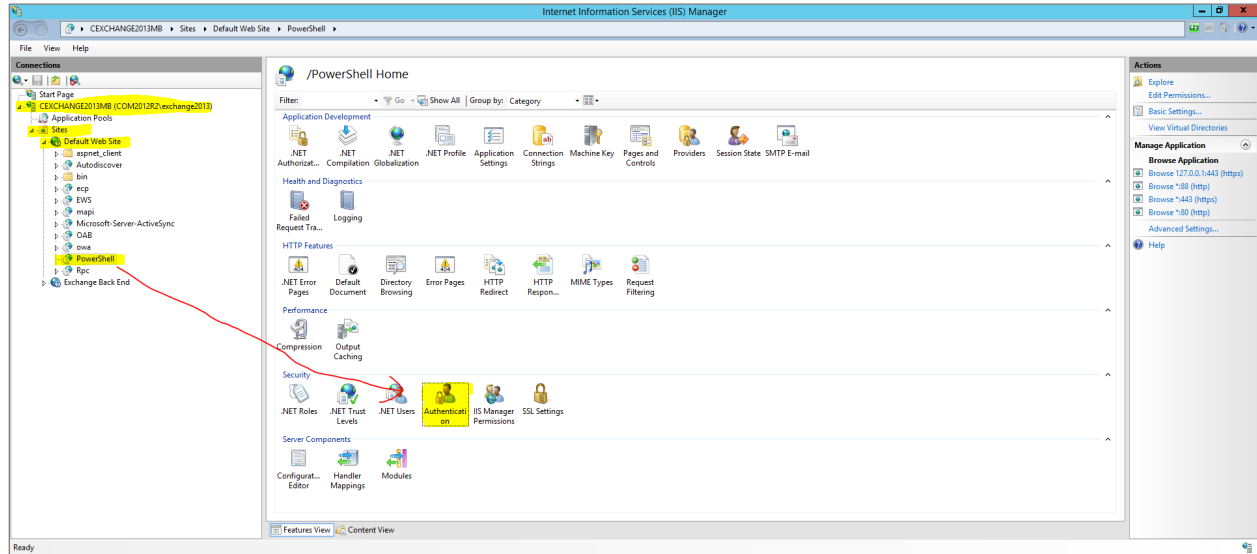 Internet Information Services (IIS) Manager
CEXCHANGE2013MB Sites Default Web Site PowerShell
File View Help
Connections
Start Page
CEXCHANGE2013MB (COM2012R2\exchange2013)
Application Pools
Sites
Default Web Site
aspnet_client
Autodiscover
bin
ecp
EWS
mapi
Microsoft-Server-ActiveSync
OAB
owa
PowerShell
Rpc
Exchange Back End
/PowerShell Home
Filter: Go Show All Group by: Category
Application Development
.NET Authorizat...
.NET Compilation
.NET Globalization
.NET Profile
Application Settings
Connection Strings
Machine Key
Pages and Controls
Providers
Session State
SMTP E-mail
Health and Diagnostics
Failed Request Tra...
Logging
HTTP Features
.NET Error Pages
Default Document
Directory Browsing
Error Pages
HTTP Redirect
HTTP Respon...
MIME Types
Request Filtering
Performance
Compression
Output Caching
Security
.NET Roles
.NET Trust Levels
.NET Users
Authenticati on
IIS Manager Permissions
SSL Settings
Server Components
Configurat... Editor
Handler Mappings
Modules
Features View Content View
Actions
Explore
Edit Permissions...
Basic Settings...
View Virtual Directories
Manage Application
Browse Application
Browse 127.0.0.1:443 (https)
Browse *:88 (http)
Browse *:443 (https)
Browse *:80 (http)
Advanced Settings...
Help
Ready